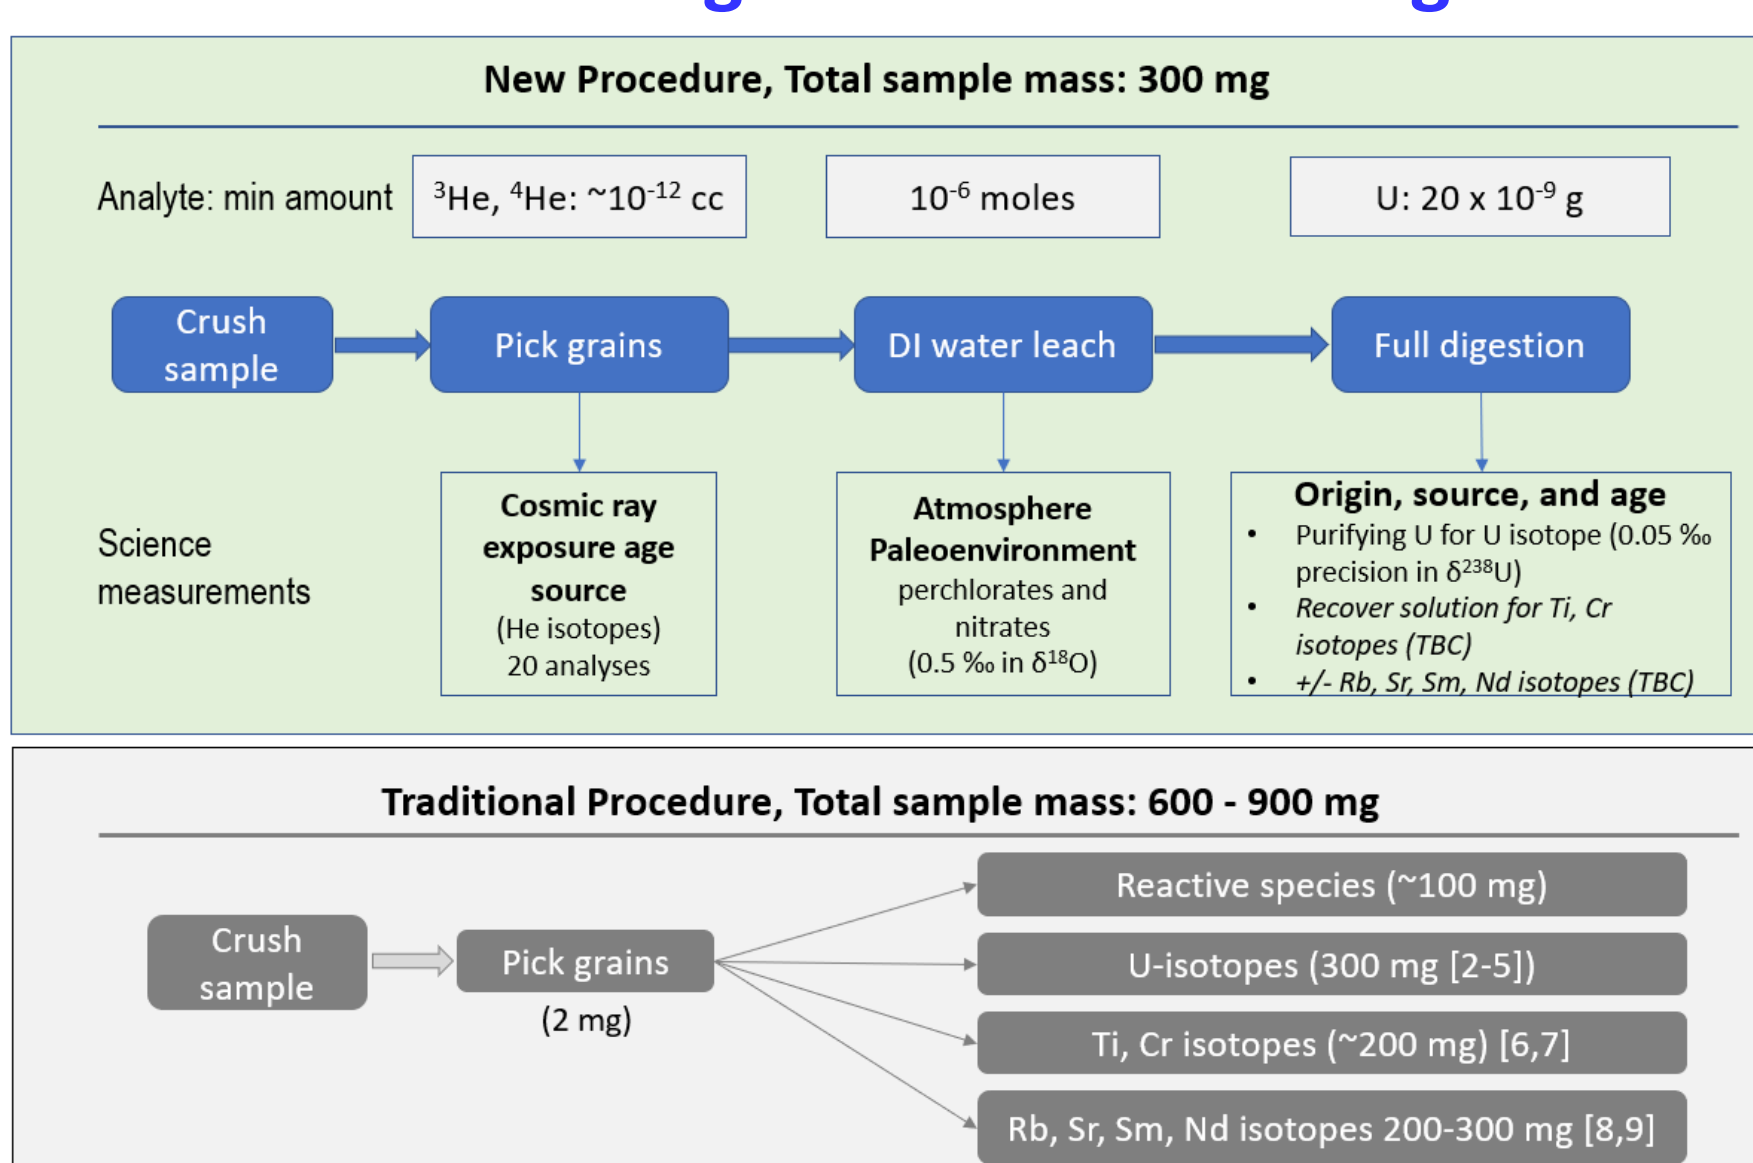 New Procedure, Total sample mass: 300 mg
Analyte: min amount
³He, ⁴He: ~10⁻¹² cc
10⁻⁶ moles
U: 20 x 10⁻⁹ g
Crush
sample
Pick grains
DI water leach
Full digestion
Science
measurements
Cosmic ray
exposure age
source
(He isotopes)
20 analyses
Atmosphere
Paleoenvironment
perchlorates and
nitrates
(0.5 ‰ in δ¹⁸O)
Origin, source, and age
• Purifying U for U isotope (0.05 ‰
precision in δ²³⁸U)
• Recover solution for Ti, Cr
isotopes (TBC)
• +/- Rb, Sr, Sm, Nd isotopes (TBC)
Traditional Procedure, Total sample mass: 600 - 900 mg
Crush
sample
Pick grains
(2 mg)
Reactive species (~100 mg)
U-isotopes (300 mg [2-5])
Ti, Cr isotopes (~200 mg) [6,7]
Rb, Sr, Sm, Nd isotopes 200-300 mg [8,9]